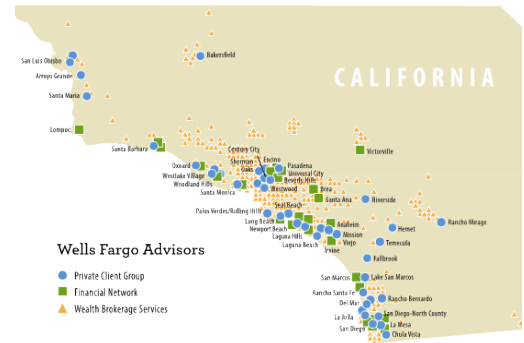 CALIFORNIA
Bakersfield
San Luis Obisbo
Arroyo Grande
Santa Maria
Lompoc
Santa Barbara
Victorville
Century City
Sherman
Oaks
Encino
Pasadena
Universal City
Beverly Hills
Westwood
Oxnard
Westlake Village
Woodland Hills
Santa Monica
Brea
Santa Ana
Riverside
Rancho Mirage
Palos Verdes/Rolling Hills
Seal Beach
Long Beach
Newport Beach
Anaheim
Mission
Viejo
Irvine
Laguna Hills
Laguna Beach
Hemet
Temecula
Fallbrook
San Marcos
Lake San Marcos
Rancho Santa Fe
Rancho Bernardo
Del Mar
La Jolla
San Diego-North County
San Diego
La Mesa
Chula Vista
Wells Fargo Advisors
Private Client Group
Financial Network
Wealth Brokerage Services